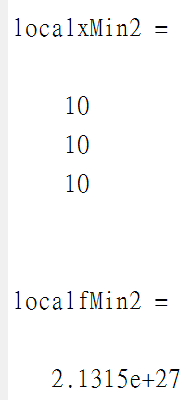 localxMin2 =
10
10
10
localfMin2 =
2.1315e+27